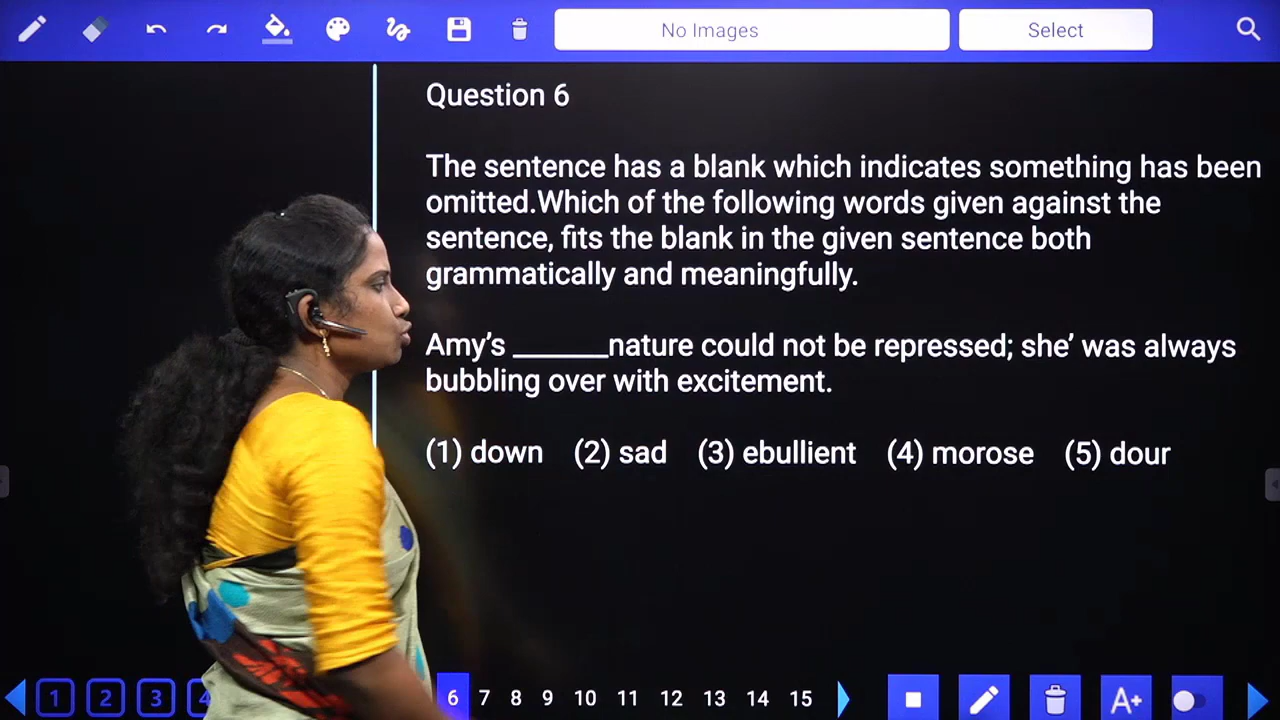 No Images
Select
Question 6
The sentence has a blank which indicates something has been
omitted.Which of the following words given against the
sentence, fits the blank in the given sentence both
grammatically and meaningfully.
Amy's ______nature could not be repressed; she' was always
bubbling over with excitement.
(1) down (2) sad (3) ebullient (4) morose (5) dour
1 2 3 4 6 7 8 9 10 11 12 13 14 15
A+